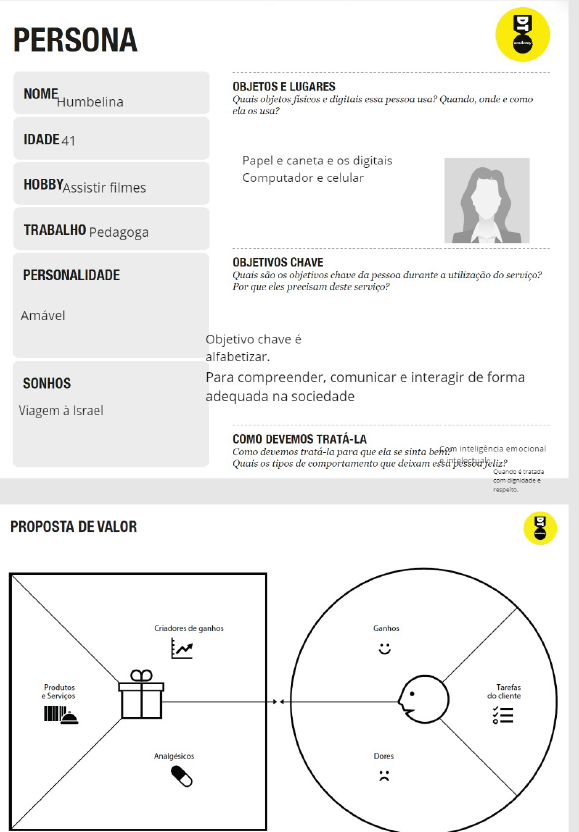 PERSONA
DT
academy
NOME Humbelina
IDADE 41
HOBBY Assistir filmes
TRABALHO Pedagoga
PERSONALIDADE
Amável
SONHOS
Viagem à Israel
OBJETOS E LUGARES
Quais objetos físicos e digitais essa pessoa usa? Quando, onde e como
ela os usa?
Papel e caneta e os digitais
Computador e celular
OBJETIVOS CHAVE
Quais são os objetivos chave da pessoa durante a utilização do serviço?
Por que eles precisam deste serviço?
Objetivo chave é
alfabetizar.
Para compreender, comunicar e interagir de forma
adequada na sociedade
COMO DEVEMOS TRATÁ-LA
Como devemos tratá-la para que ela se sinta bem?
Quais os tipos de comportamento que deixam essa pessoa feliz?
Com inteligência emocional
e intelectual.
Quando é tratada
com dignidade e
respeito.
PROPOSTA DE VALOR
DT
Criadores de ganhos
Produtos
e Serviços
Analgésicos
Ganhos
Tarefas
do cliente
Dores